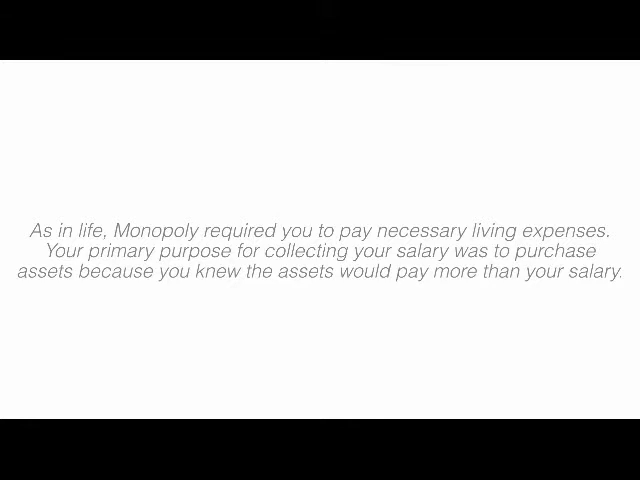 As in life, Monopoly required you to pay necessary living expenses.
Your primary purpose for collecting your salary was to purchase
assets because you knew the assets would pay more than your salary.